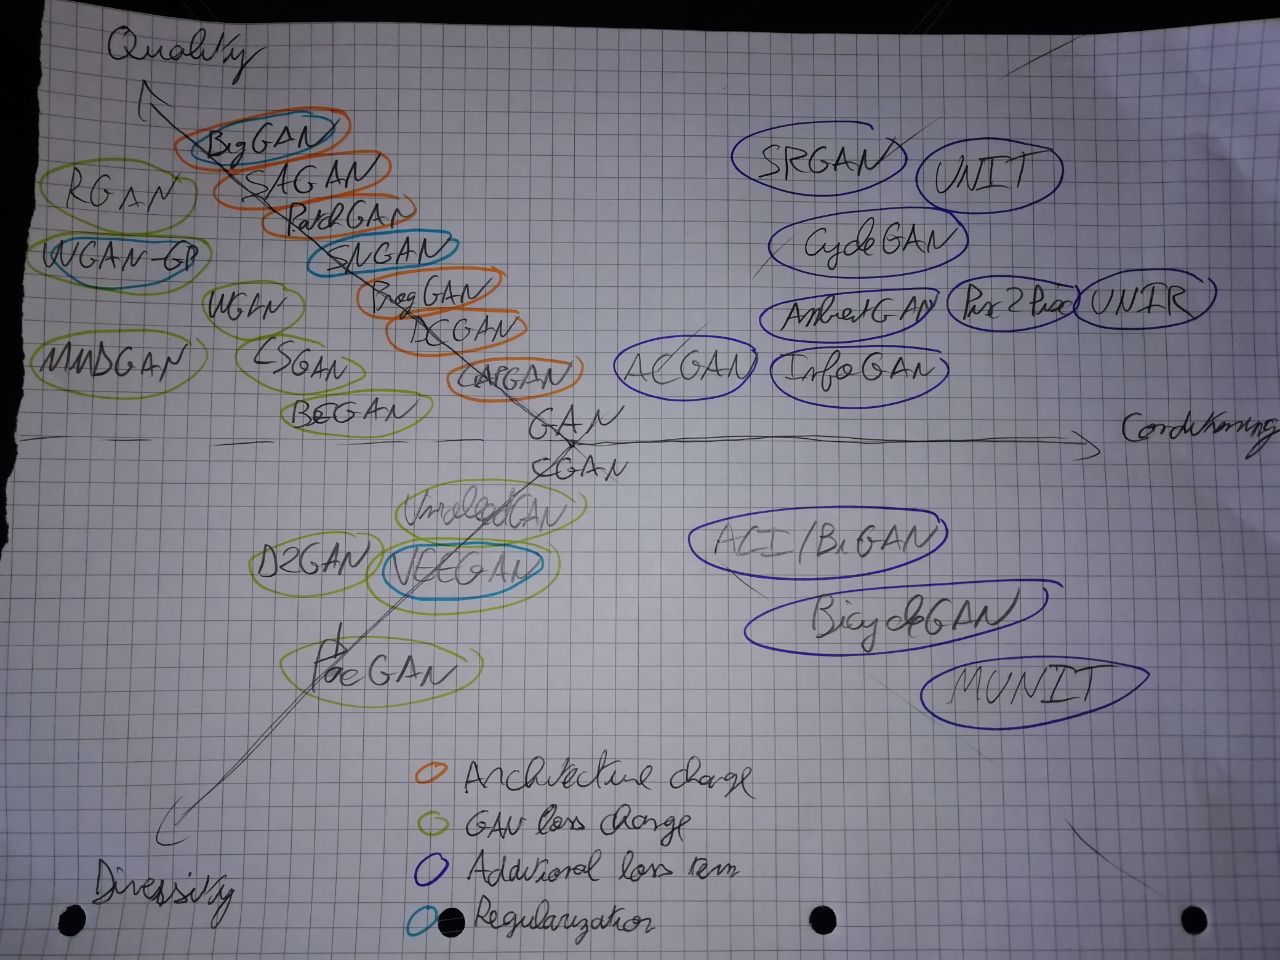 Quality
BigGAN
SRGAN
UNIT
SAGAN
RGAN
PatchGAN
CycleGAN
SNGAN
WGAN-GP
WGAN
AmbientGAN
Pix2Pix
UNIR
DCGAN
MMDGAN
LSGAN
ACGAN
InfoGAN
LAPGAN
BEGAN
GAN
Conditioning
CGAN
UnrolledGAN
ALI/BiGAN
D2GAN
VEEGAN
BicycleGAN
PacGAN
MUNIT
Architecture change
GAN loss change
Additional loss term
Diversity
Regularization